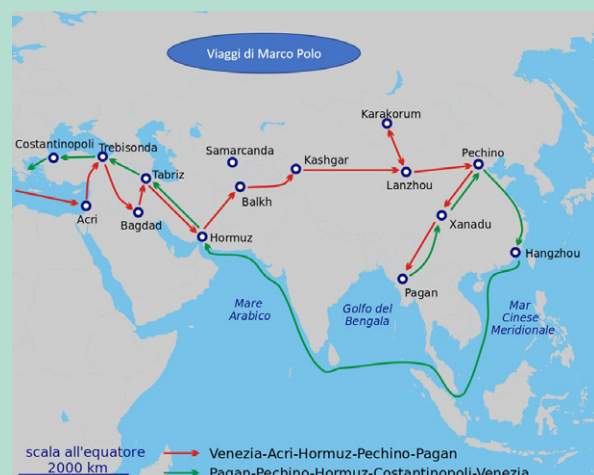 Viaggi di Marco Polo
Karakorum
Costantinopoli
Trebisonda
Samarcanda
Pechino
Kashgar
Tabriz
Lanzhou
Balkh
Acri
Bagdad
Xanadu
Hormuz
Hangzhou
Pagan
Mare
Arabico
Golfo del
Bengala
Mar
Cinese
Meridionale
scala all'equatore
2000 km
Venezia-Acri-Hormuz-Pechino-Pagan
Pagan-Pechino-Hormuz-Costantinopoli-Venezia